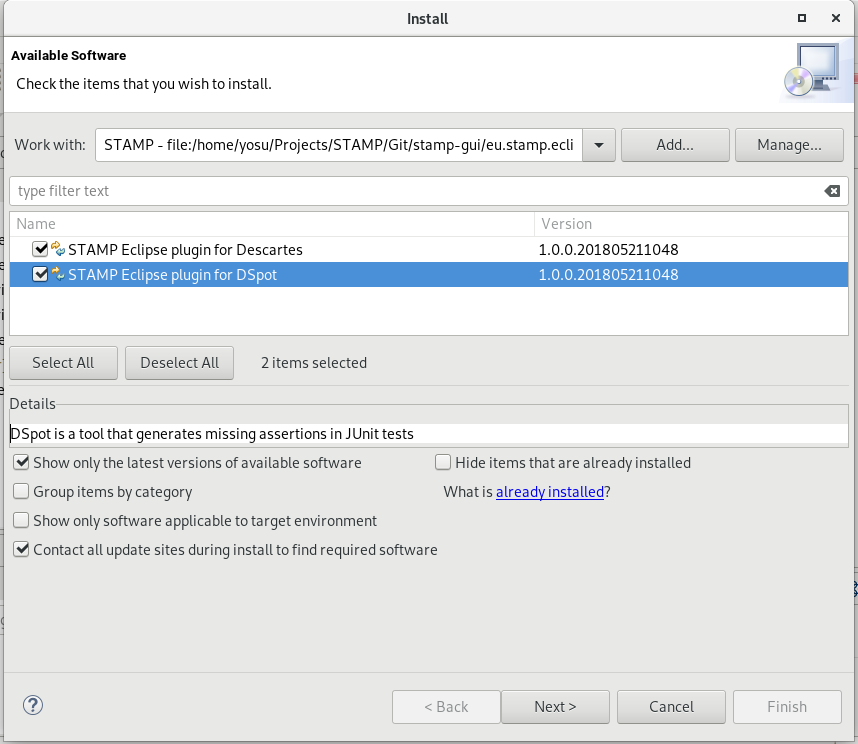 Install
Available Software
Check the items that you wish to install.
Work with: STAMP - file:/home/yosu/Projects/STAMP/Git/stamp-gui/eu.stamp.ecli Add... Manage...
type filter text
Name Version
STAMP Eclipse plugin for Descartes 1.0.0.201805211048
STAMP Eclipse plugin for DSpot 1.0.0.201805211048
Select All Deselect All 2 items selected
Details
DSpot is a tool that generates missing assertions in JUnit tests
Show only the latest versions of available software Hide items that are already installed
Group items by category What is already installed?
Show only software applicable to target environment
Contact all update sites during install to find required software
? < Back Next > Cancel Finish